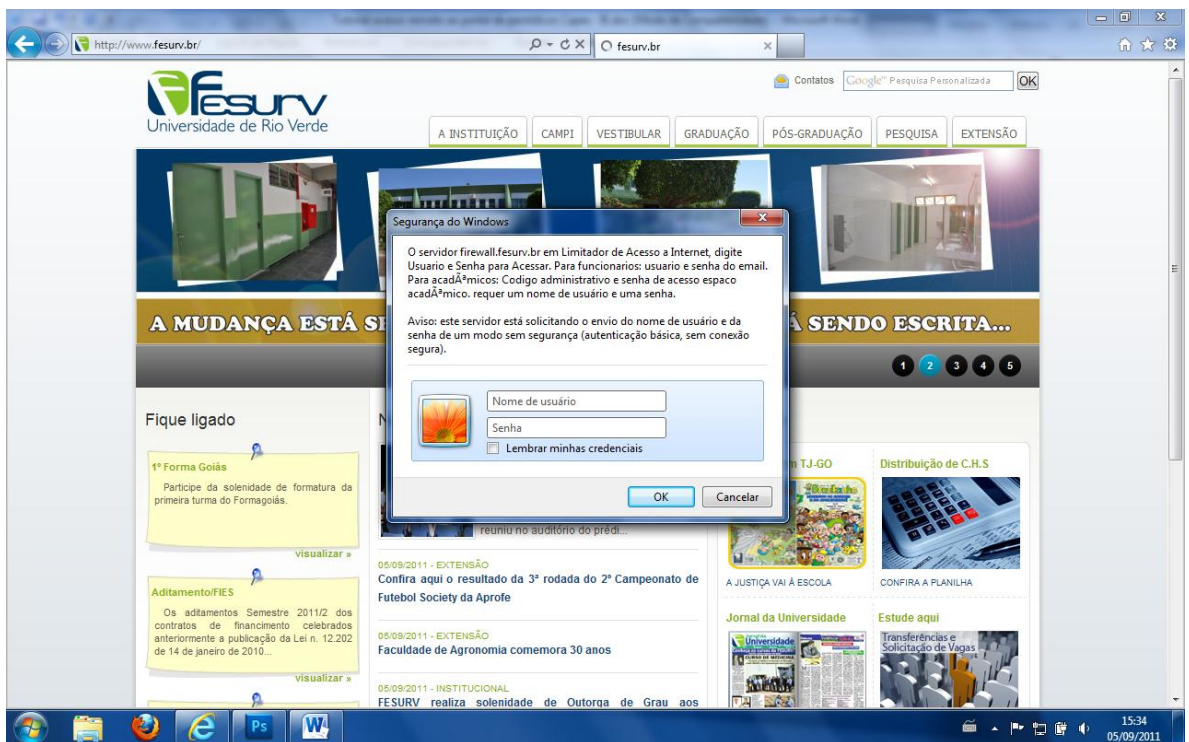 http://www.fesurv.br/
fesurv.br
Fesurv
Universidade de Rio Verde
Contatos
Google™ Pesquisa Personalizada
OK
A INSTITUIÇÃO
CAMPI
VESTIBULAR
GRADUAÇÃO
PÓS-GRADUAÇÃO
PESQUISA
EXTENSÃO
Segurança do Windows
O servidor firewall.fesurv.br em Limitador de Acesso a Internet, digite
Usuario e Senha para Acessar. Para funcionarios: usuario e senha do email.
Para acadÃªmicos: Codigo administrativo e senha de acesso espaco
acadÃªmico. requer um nome de usuário e uma senha.
Aviso: este servidor está solicitando o envio do nome de usuário e da
senha de um modo sem segurança (autenticação básica, sem conexão
segura).
Nome de usuário
Senha
Lembrar minhas credenciais
OK
Cancelar
A MUDANÇA ESTÁ
SENDO ESCRITA...
1 2 3 4 5
Fique ligado
1º Forma Goiás
Participe da solenidade de formatura da
primeira turma do Formagoiás.
visualizar »
Aditamento/FIES
Os aditamentos Semestre 2011/2 dos
contratos de financimento celebrados
anteriormente a publicação da Lei n. 12.202
de 14 de janeiro de 2010...
visualizar »
reuniu no auditório do prédi...
05/09/2011 - EXTENSÃO
Confira aqui o resultado da 3ª rodada do 2º Campeonato de
Futebol Society da Aprofe
05/09/2011 - EXTENSÃO
Faculdade de Agronomia comemora 30 anos
05/09/2011 - INSTITUCIONAL
FESURV realiza solenidade de Outorga de Grau aos
TJ-GO
A JUSTIÇA VAI À ESCOLA
Distribuição de C.H.S
CONFIRA A PLANILHA
Jornal da Universidade
Estude aqui
Transferências e
Solicitação de Vagas
Ps
W
15:34
05/09/2011